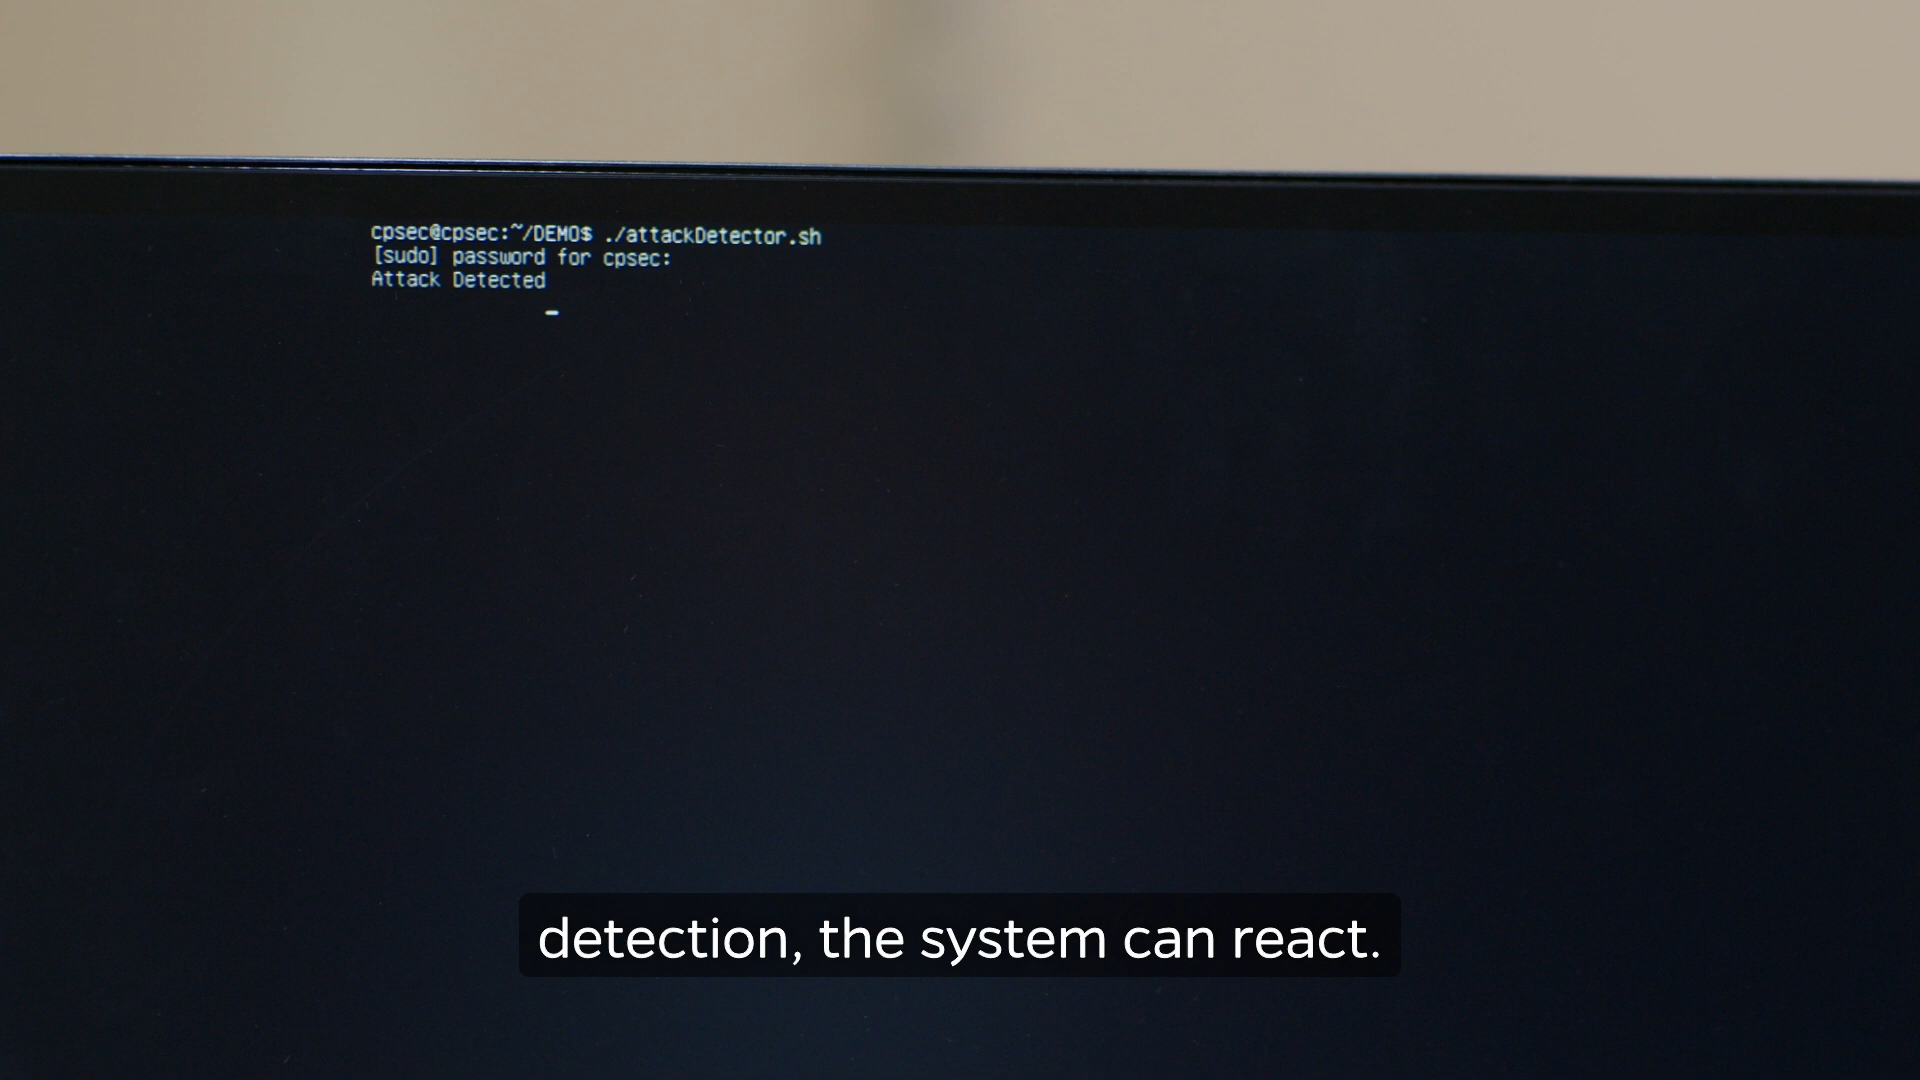 cpsec@cpsec:~/DEMO$ ./attackDetector.sh
[sudo] password for cpsec:
Attack Detected
detection, the system can react.